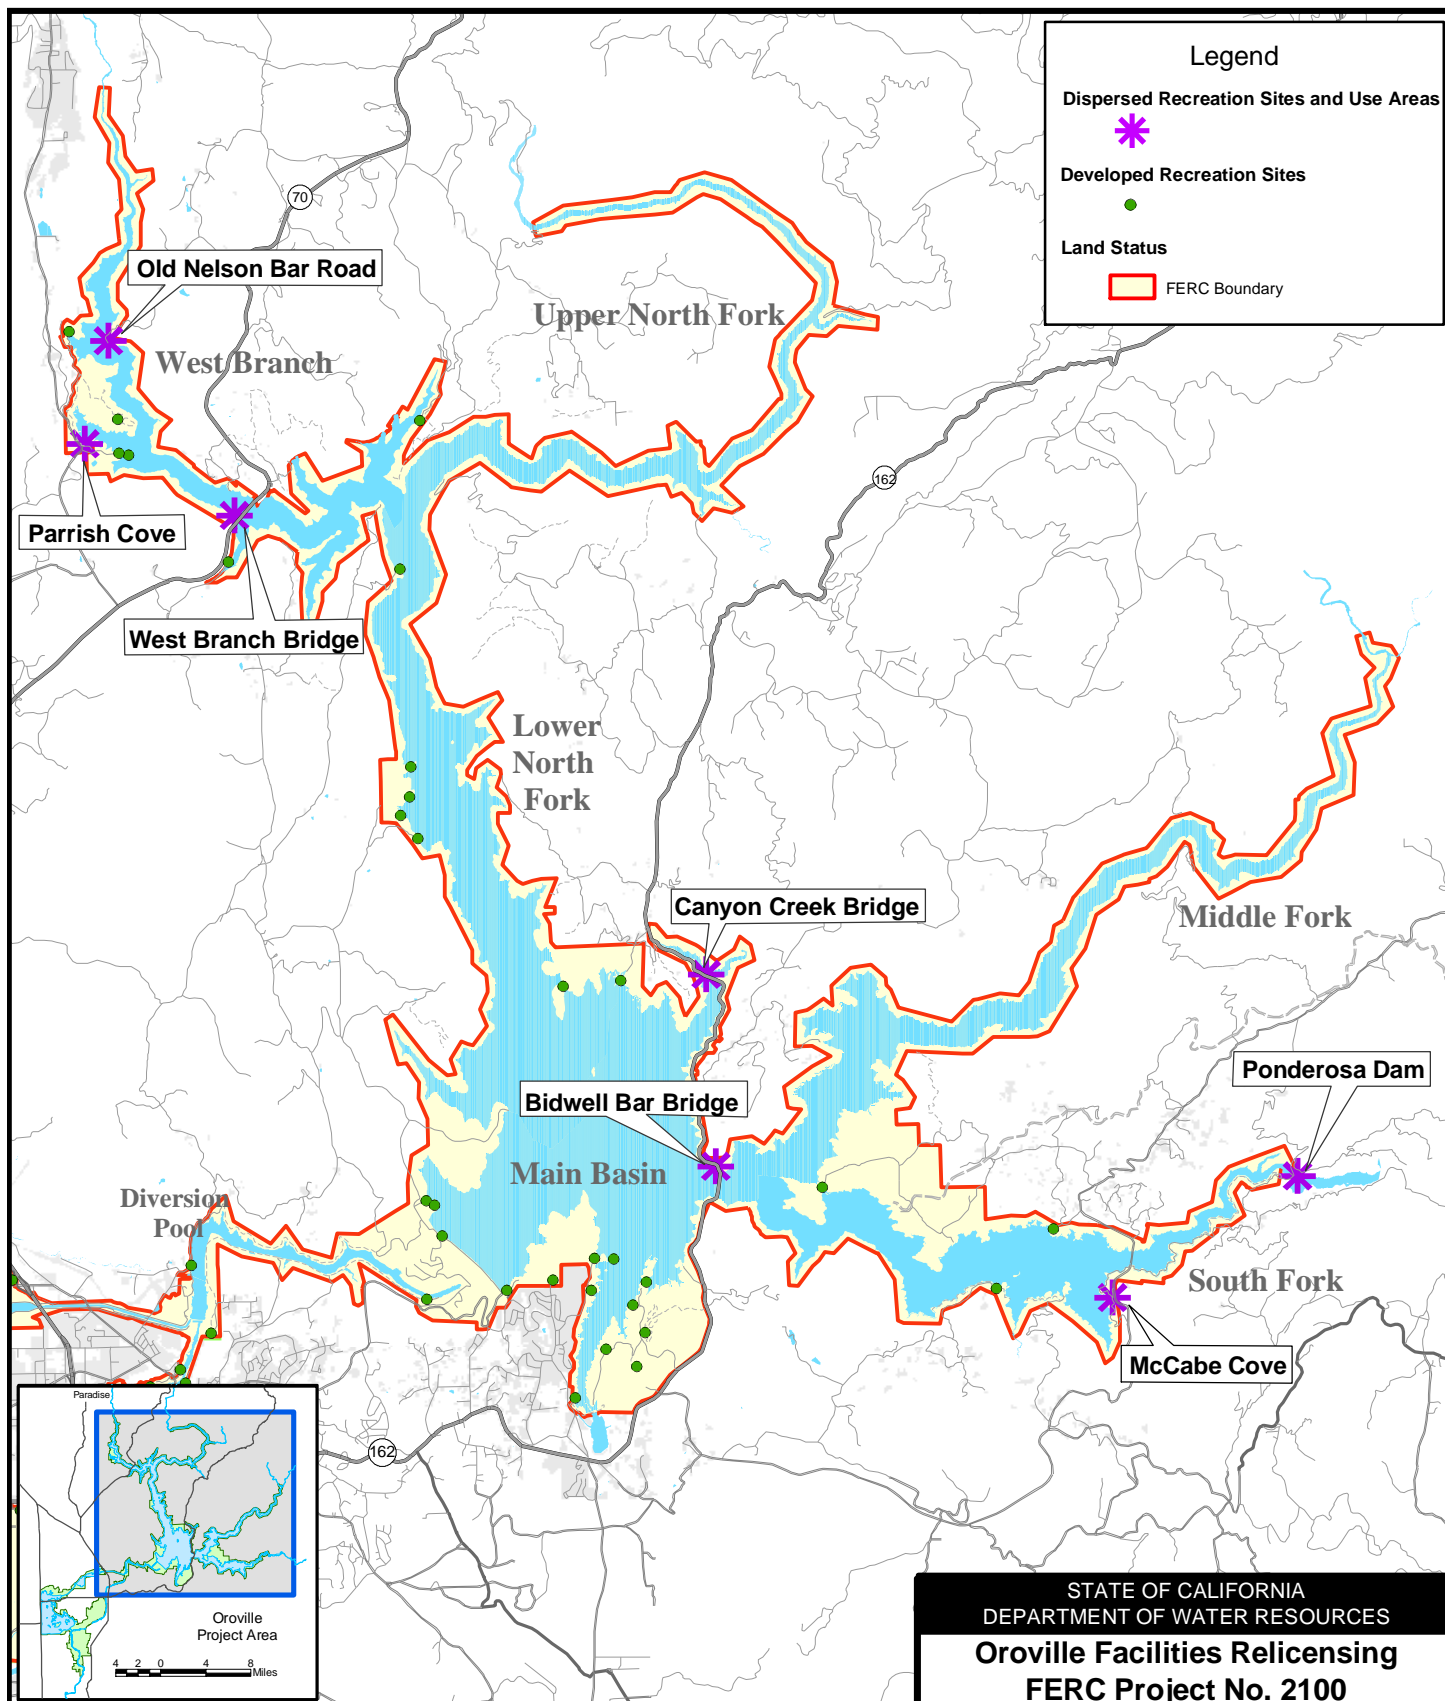 Legend
Dispersed Recreation Sites and Use Areas
Developed Recreation Sites
Land Status
FERC Boundary
70
Old Nelson Bar Road
Upper North Fork
West Branch
162
Parrish Cove
West Branch Bridge
Lower
North
Fork
Canyon Creek Bridge
Middle Fork
Ponderosa Dam
Bidwell Bar Bridge
Main Basin
Diversion
Pool
South Fork
McCabe Cove
162
Paradise
Oroville
Project Area
4 2 0 4 8
Miles
STATE OF CALIFORNIA
DEPARTMENT OF WATER RESOURCES
Oroville Facilities Relicensing
FERC Project No. 2100